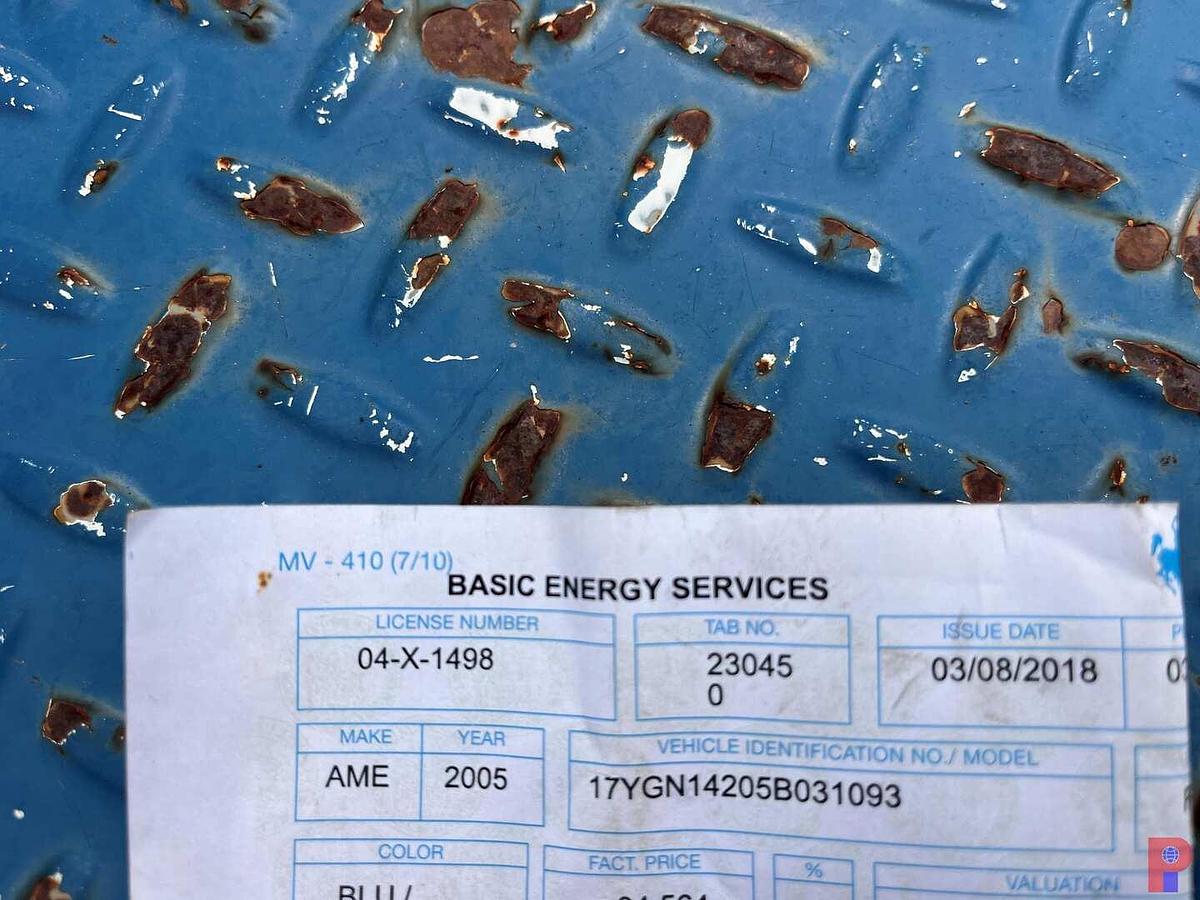 MV - 410 (7/10)
BASIC ENERGY SERVICES
LICENSE NUMBER TAB NO. ISSUE DATE
04-X-1498 23045 03/08/2018
0
MAKE YEAR VEHICLE IDENTIFICATION NO./ MODEL
AME 2005 17YGN14205B031093
COLOR FACT. PRICE % VALUATION
BLU/